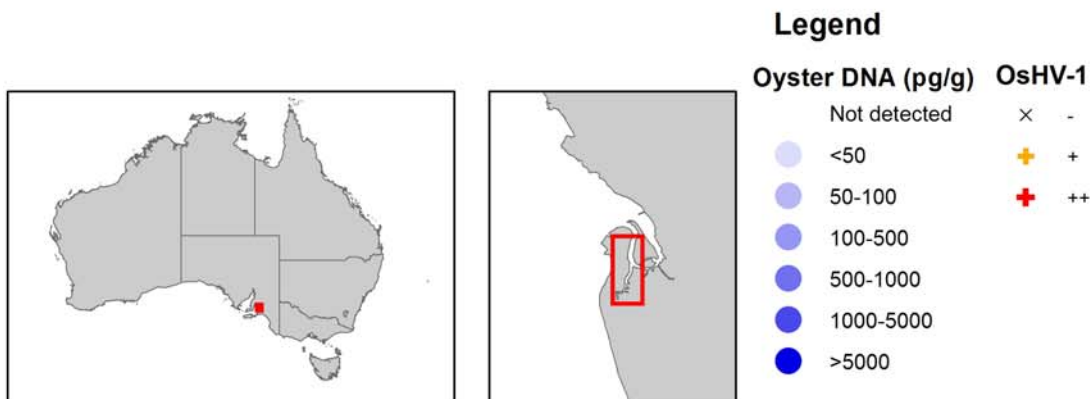 Legend
Oyster DNA (pg/g) OsHV-1
Not detected × -
<50 +
50-100 ++
100-500
500-1000
1000-5000
>5000